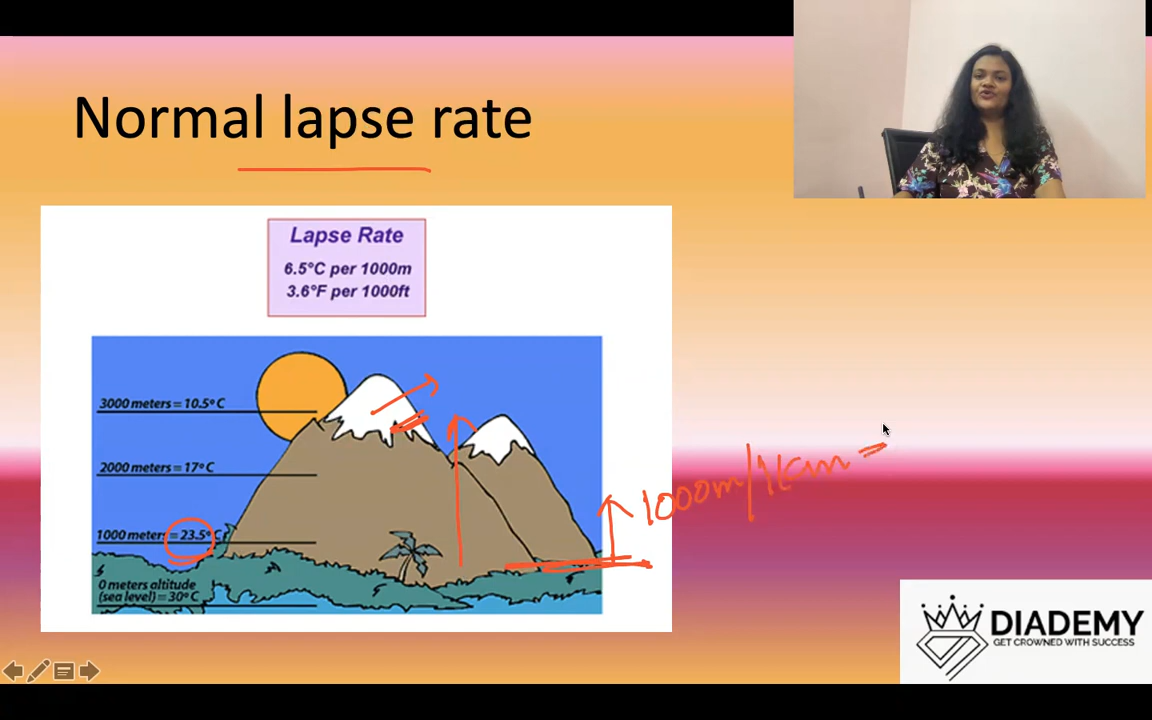 Normal lapse rate
Lapse Rate
6.5°C per 1000m
3.6°F per 1000ft
3000 meters = 10.5° C
2000 meters = 17° C
1000 meters = 23.5° C
0 meters altitude
(sea level) = 30° C
1000m/1Km =
DIADEMY
GET CROWNED WITH SUCCESS